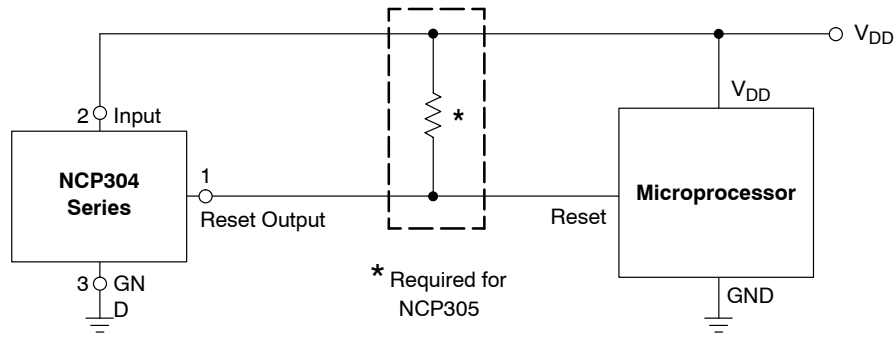 V_DD
V_DD
2 Input
NCP304
Series
1
Reset Output
*
Reset
Microprocessor
3 GN
D
* Required for
NCP305
GND